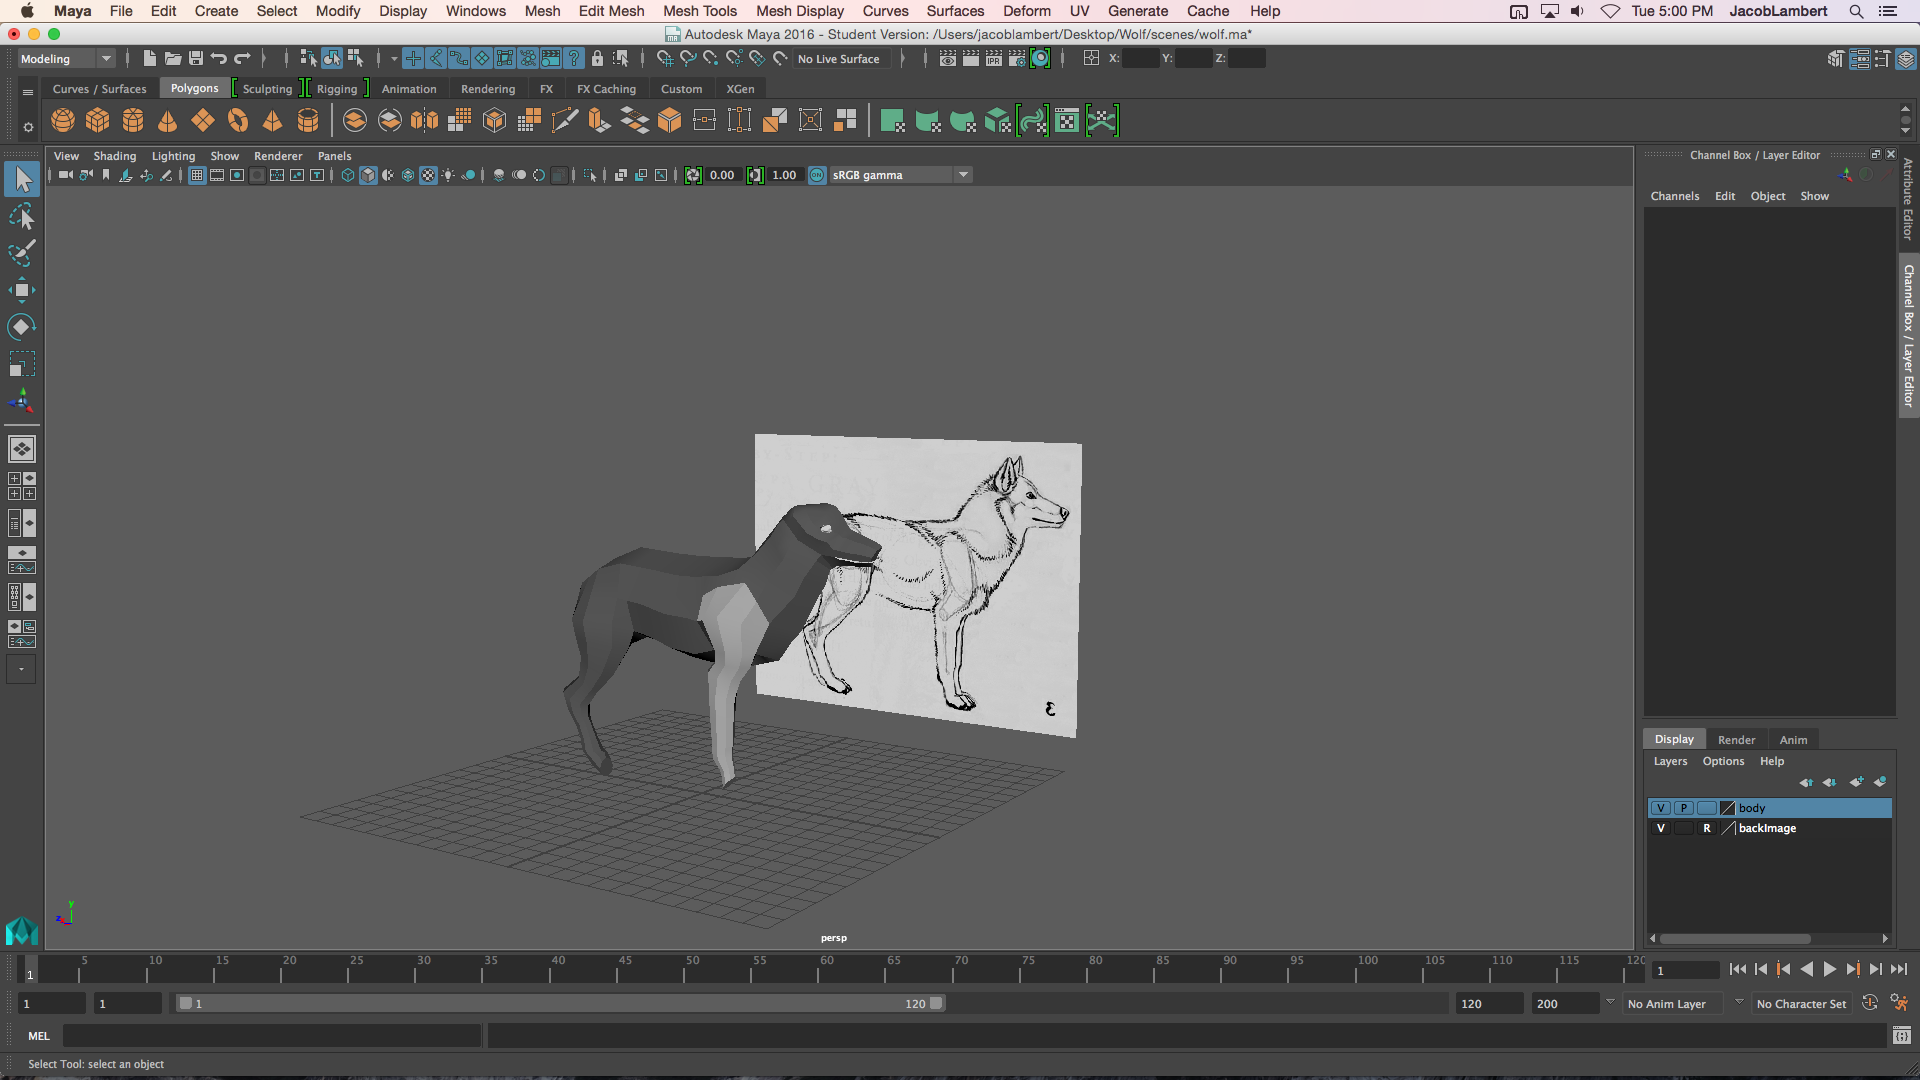 Maya File Edit Create Select Modify Display Windows Mesh Edit Mesh Mesh Tools Mesh Display Curves Surfaces Deform UV Generate Cache Help Tue 5:00 PM JacobLambert
Autodesk Maya 2016 - Student Version: /Users/jacoblambert/Desktop/Wolf/scenes/wolf.ma*
Modeling No Live Surface IPR X: Y: Z:
Curves / Surfaces Polygons Sculpting Rigging Animation Rendering FX FX Caching Custom XGen
View Shading Lighting Show Renderer Panels
0.00 1.00 ON sRGB gamma
Channel Box / Layer Editor
Channels Edit Object Show
Attribute Editor
Channel Box / Layer Editor
3
y
z
persp
Display Render Anim
Layers Options Help
V P body
V R backImage
1 5 10 15 20 25 30 35 40 45 50 55 60 65 70 75 80 85 90 95 100 105 110 115 120 1
1 1 1 120 120 200 No Anim Layer No Character Set
MEL
Select Tool: select an object